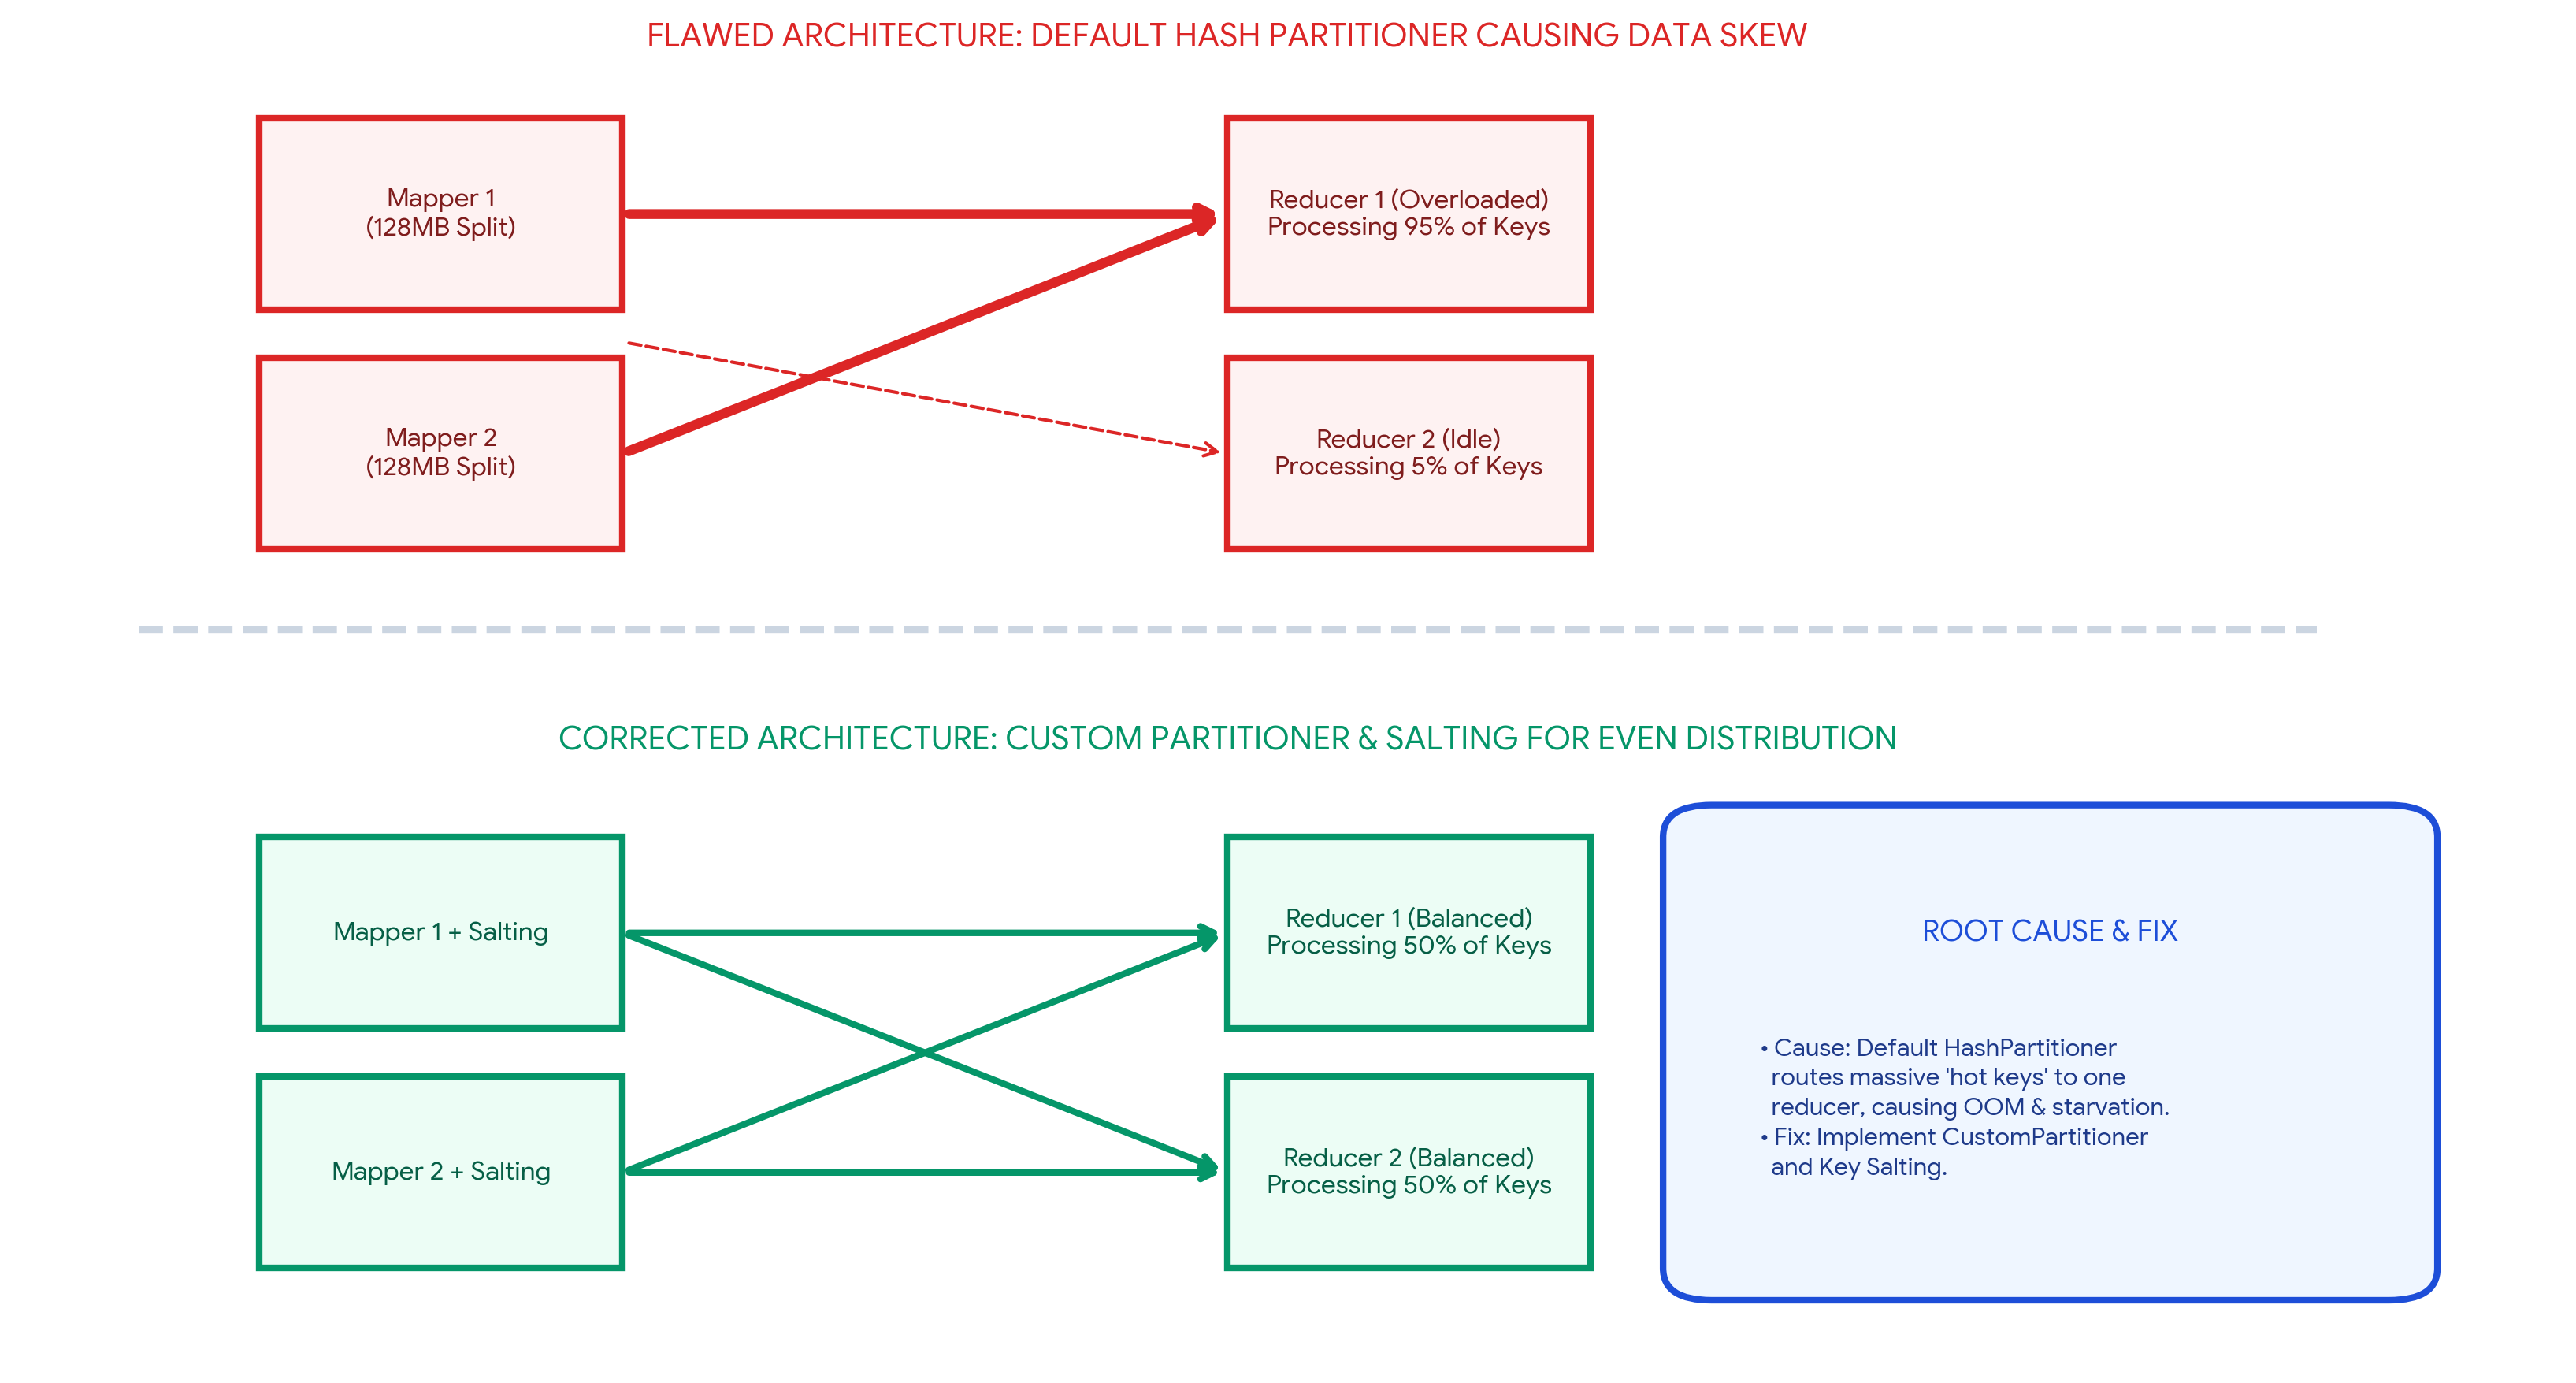 FLAWED ARCHITECTURE: DEFAULT HASH PARTITIONER CAUSING DATA SKEW
Mapper 1
(128MB Split)
Reducer 1 (Overloaded)
Processing 95% of Keys
Mapper 2
(128MB Split)
Reducer 2 (Idle)
Processing 5% of Keys
CORRECTED ARCHITECTURE: CUSTOM PARTITIONER & SALTING FOR EVEN DISTRIBUTION
Mapper 1 + Salting
Reducer 1 (Balanced)
Processing 50% of Keys
Mapper 2 + Salting
Reducer 2 (Balanced)
Processing 50% of Keys
ROOT CAUSE & FIX
• Cause: Default HashPartitioner
routes massive 'hot keys' to one
reducer, causing OOM & starvation.
• Fix: Implement CustomPartitioner
and Key Salting.